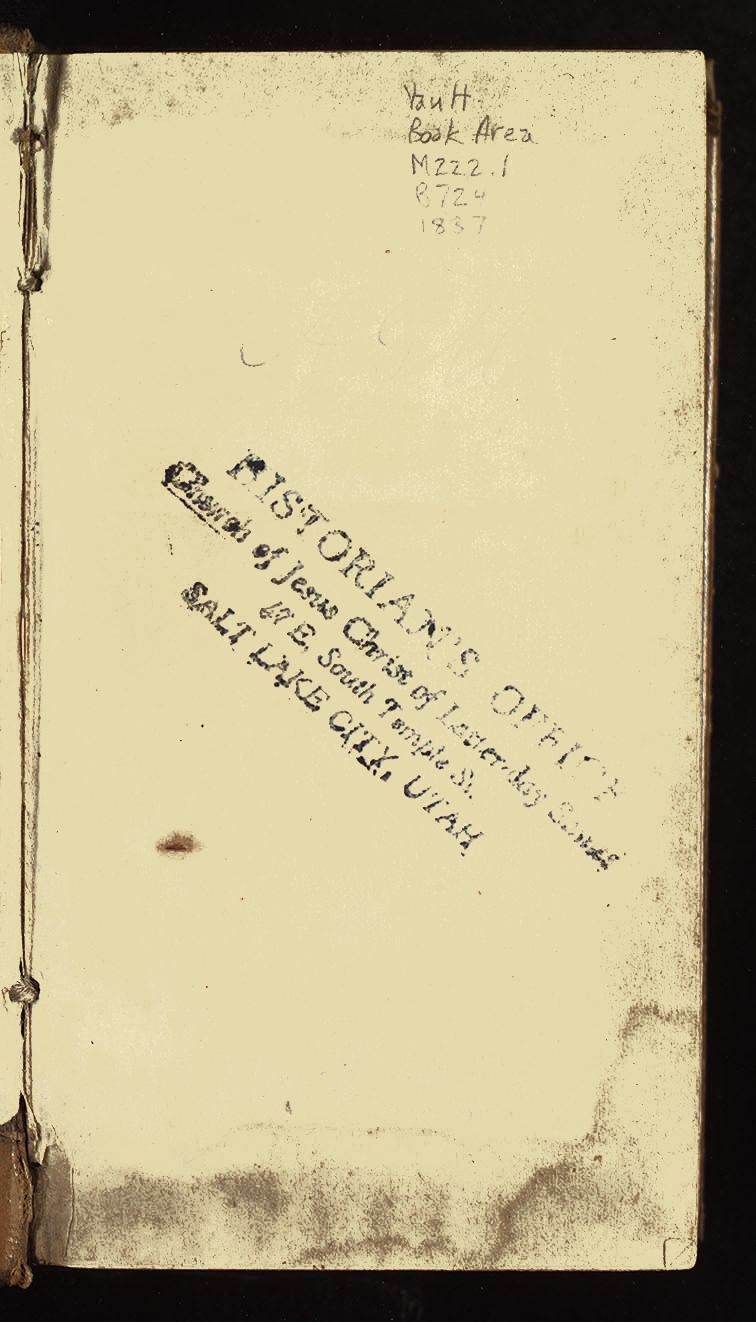 Vault
Book Area
M222.1
B724
1837
HISTORIAN'S OFFICE
Church of Jesus Christ of Latter-day Saints
47 E. South Temple St.
SALT LAKE CITY, UTAH